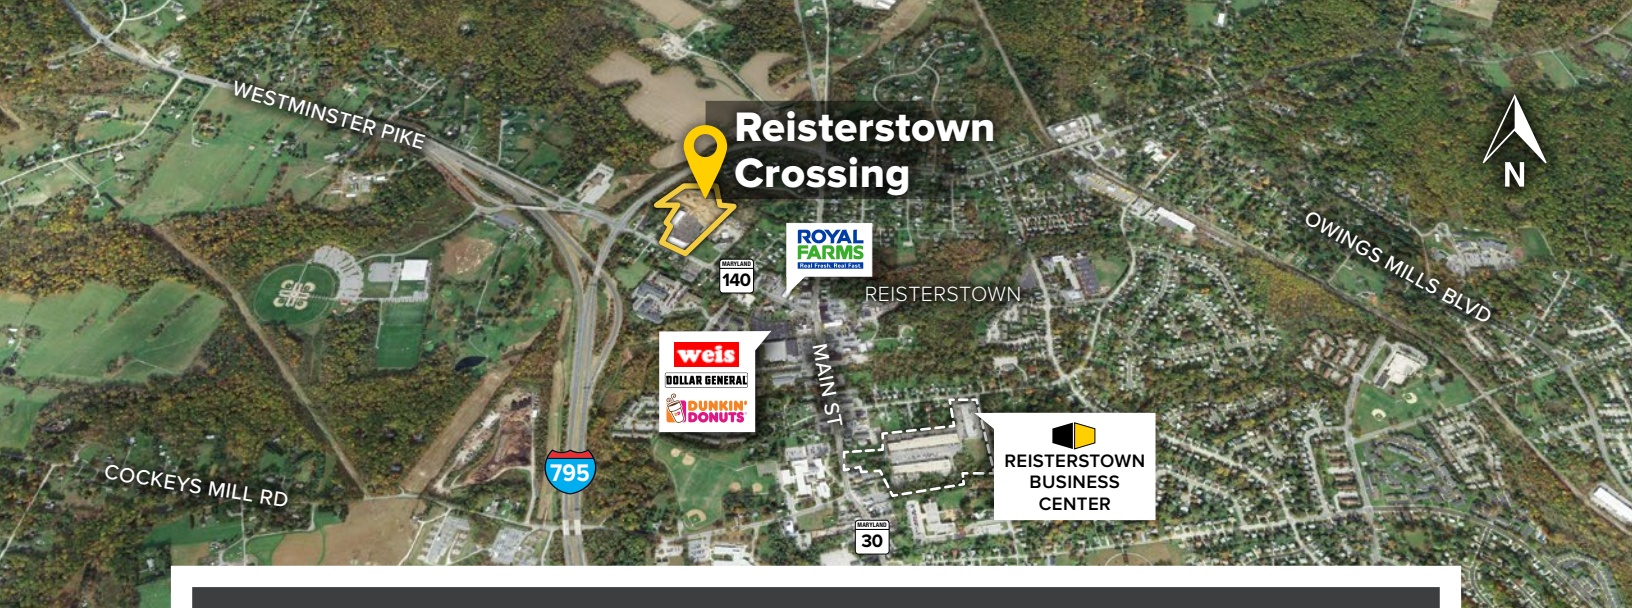 WESTMINSTER PIKE
Reisterstown
Crossing
N
OWINGS MILLS BLVD
ROYAL
FARMS
Real Fresh. Real Fast.
MARYLAND
140
REISTERSTOWN
weis
DOLLAR GENERAL
DUNKIN'
DONUTS
MAIN ST
REISTERSTOWN
BUSINESS
CENTER
795
COCKEYS MILL RD
MARYLAND
30